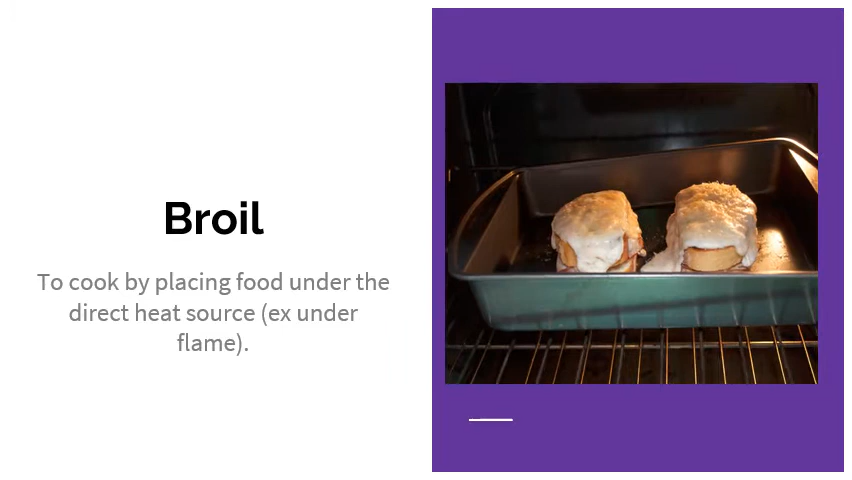 Broil
To cook by placing food under the
direct heat source (ex under
flame).